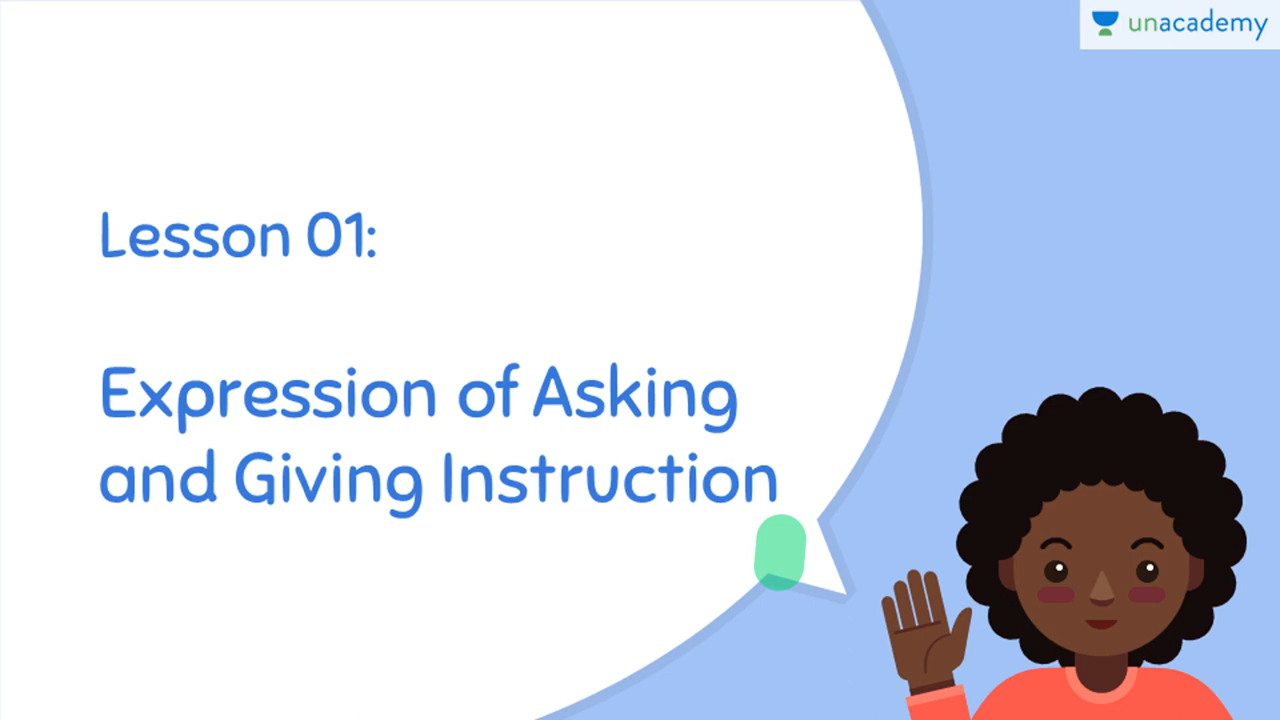 unacademy
Lesson 01:
Expression of Asking
and Giving Instruction